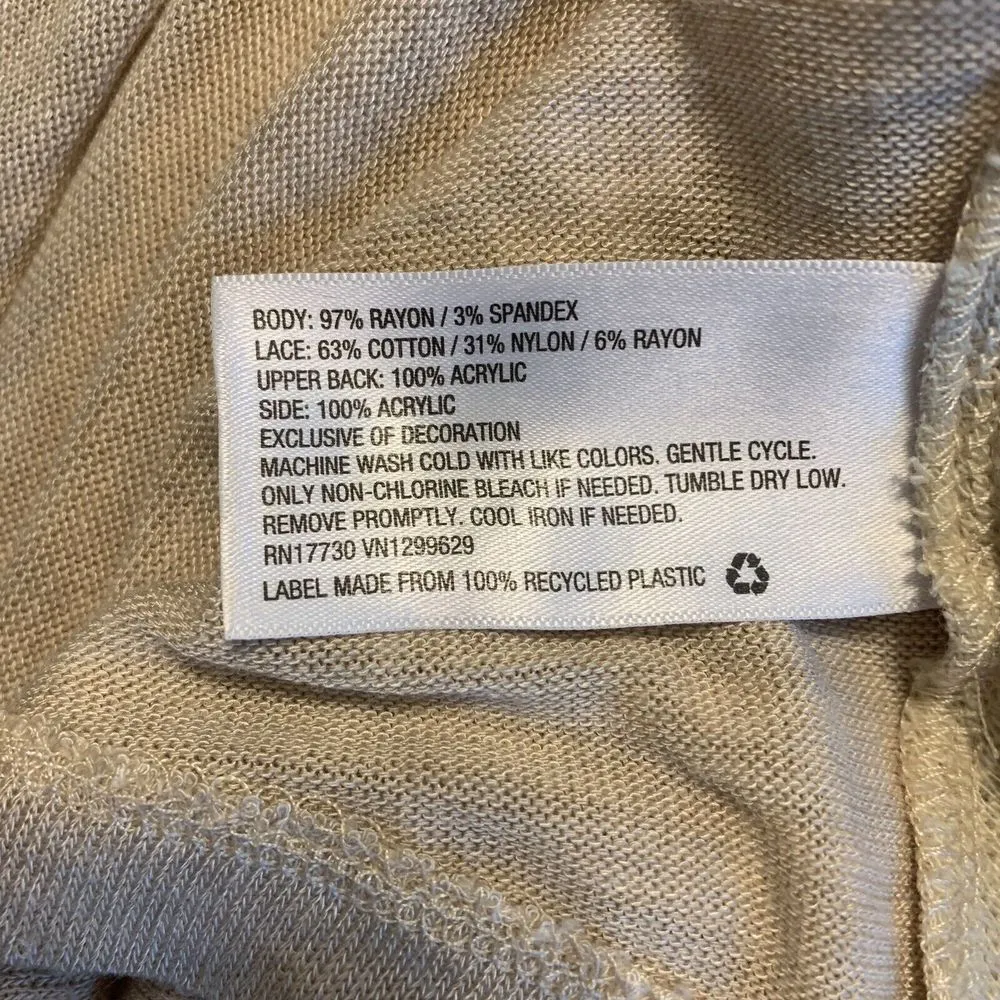 BODY: 97% RAYON / 3% SPANDEX
LACE: 63% COTTON / 31% NYLON / 6% RAYON
UPPER BACK: 100% ACRYLIC
SIDE: 100% ACRYLIC
EXCLUSIVE OF DECORATION
MACHINE WASH COLD WITH LIKE COLORS. GENTLE CYCLE.
ONLY NON-CHLORINE BLEACH IF NEEDED. TUMBLE DRY LOW.
REMOVE PROMPTLY. COOL IRON IF NEEDED.
RN17730 VN1299629
LABEL MADE FROM 100% RECYCLED PLASTIC